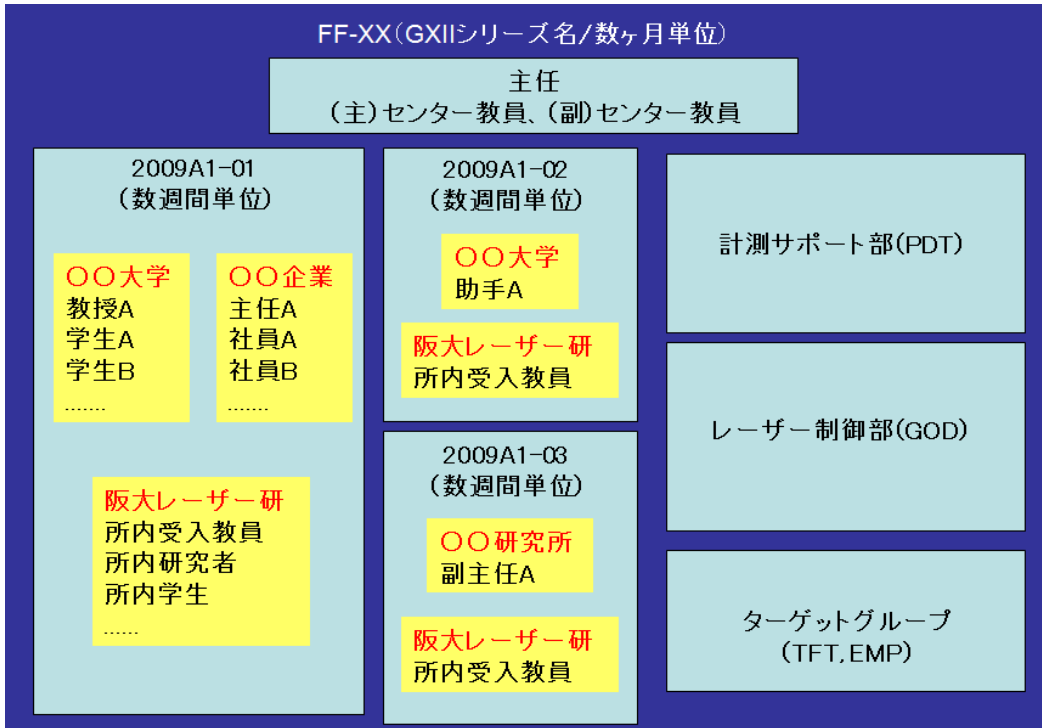 FF-XX(GXIIシリーズ名/数ヶ月単位)
主任
(主)センター教員、(副)センター教員
2009A1-01
(数週間単位)
〇〇大学
教授A
学生A
学生B
.......
〇〇企業
主任A
社員A
社員B
.......
阪大レーザー研
所内受入教員
所内研究者
所内学生
......
2009A1-02
(数週間単位)
〇〇大学
助手A
阪大レーザー研
所内受入教員
2009A1-03
(数週間単位)
〇〇研究所
副主任A
阪大レーザー研
所内受入教員
計測サポート部(PDT)
レーザー制御部(GOD)
ターゲットグループ
(TFT,EMP)